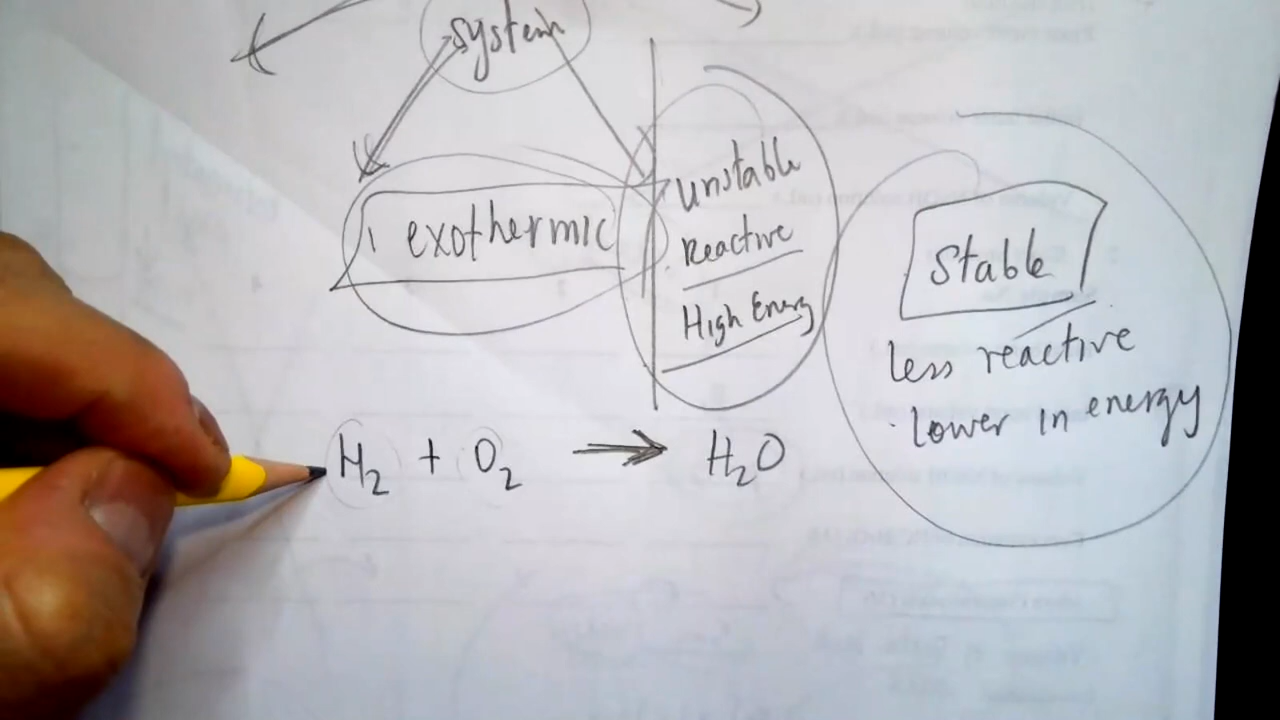 system
1 exothermic
unstable
Reactive
High Energy
Stable
less reactive
lower in energy
H₂ + O₂ → H₂O